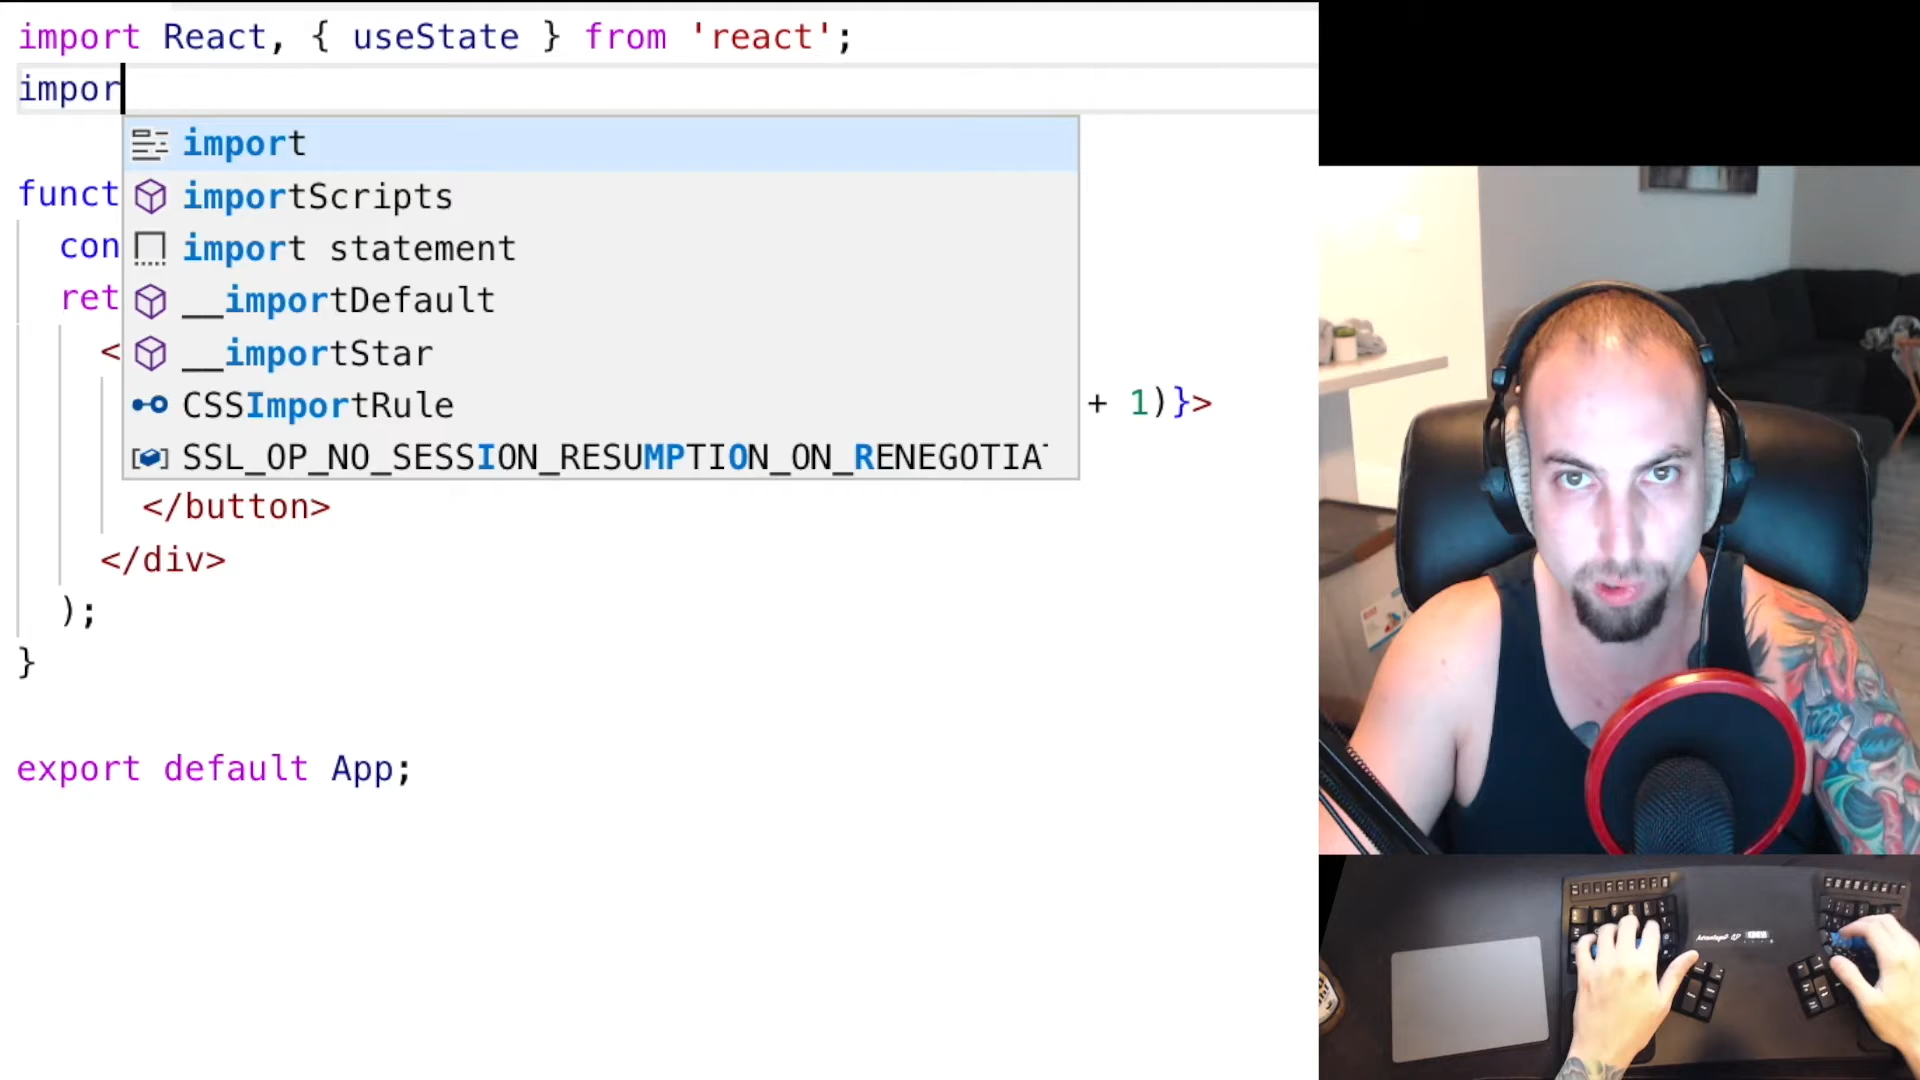 import React, { useState } from 'react';
impor
import
importScripts
funct
import statement
con
__importDefault
ret
__importStar
<
CSSImportRule
+ 1)}>
SSL_OP_NO_SESSION_RESUMPTION_ON_RENEGOTIA
</button>
</div>
);
}
export default App;